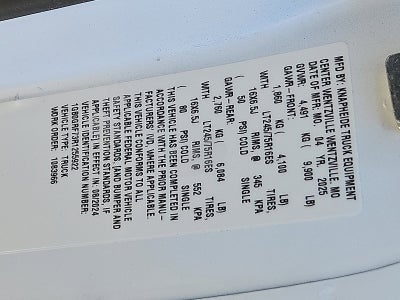 MFD BY: KNAPHEIDE TRUCK EQUIPMENT
CENTER WENTZVILLE WENTZVILLE, MO
DATE OF MFR: MO. 04 YR. 2025
GVWR: 4,491 KG ( 9,900 LB)
GAWR-FRONT:
1,860 KG ( 4,100 LB)
WITH LT245/75R16ES TIRES,
16X6.5J RIMS, @ 345 KPA
( 50 PSI) COLD SINGLE
GAWR-REAR:
2,760 KG ( 6,084 LB)
WITH LT245/75R16ES TIRES,
16X6.5J RIMS, @ 552 KPA
( 80 PSI) COLD SINGLE
THIS VEHICLE HAS BEEN COMPLETED IN
ACCORDANCE WITH THE PRIOR MANU-
FACTURERS' IVD, WHERE APPLICABLE.
THIS VEHICLE CONFORMS TO ALL
APPLICABLE FEDERAL MOTOR VEHICLE
SAFETY STANDARDS, [AND BUMPER AND
THEFT PREVENTION STANDARDS, IF
APPLICABLE] IN EFFECT IN: 08/2024
VEHICLE IDENTIFICATION NUMBER:
VEHICLE TYPE: TRUCK
WORK ORDER: 1083966